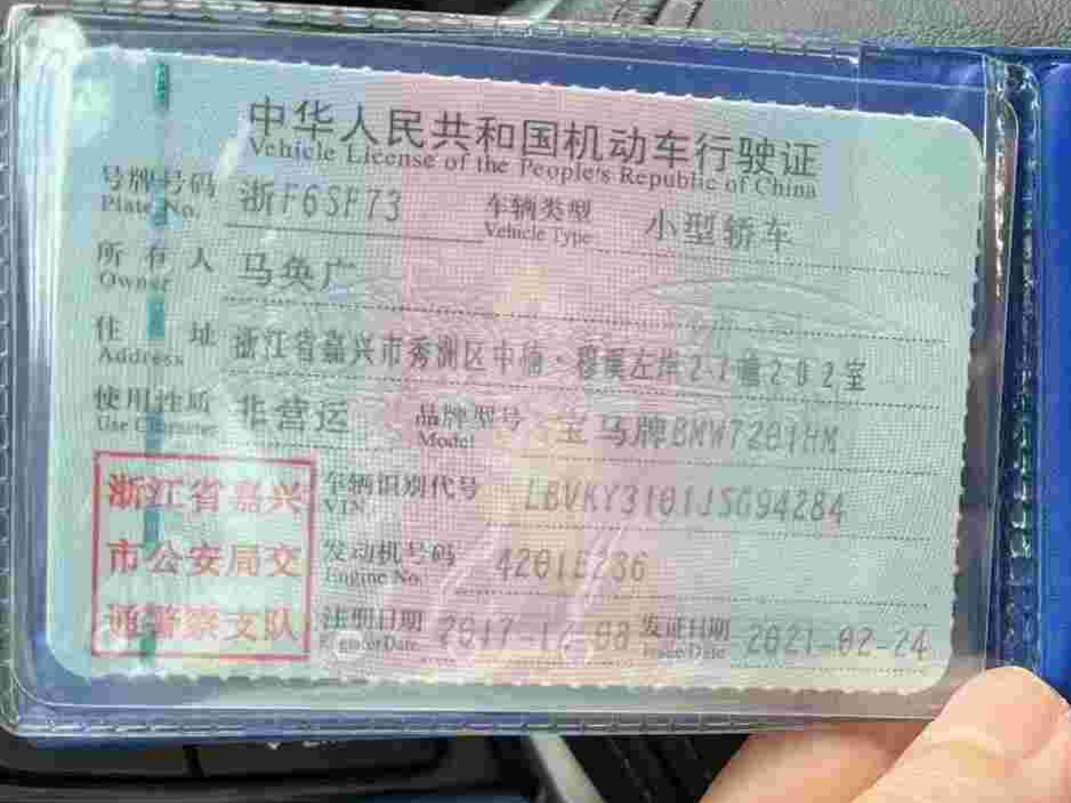 中华人民共和国机动车行驶证
Vehicle License of the People's Republic of China
号牌号码 浙F6SF73 车辆类型 小型轿车
Plate No. Vehicle Type
所有人 马奂广
Owner
住址 浙江省嘉兴市秀洲区中楠·左岸21幢202室
Address
使用性质 非营运 品牌型号 宝马牌BMW7201HM
Use Character Model
浙江省嘉兴 车辆识别代号 LBVKY3101JSG94284
VIN
市公安局交 发动机号码
Engine No.
通警察支队 注册日期 发证日期 2021-02-24
Register Date Issue Date